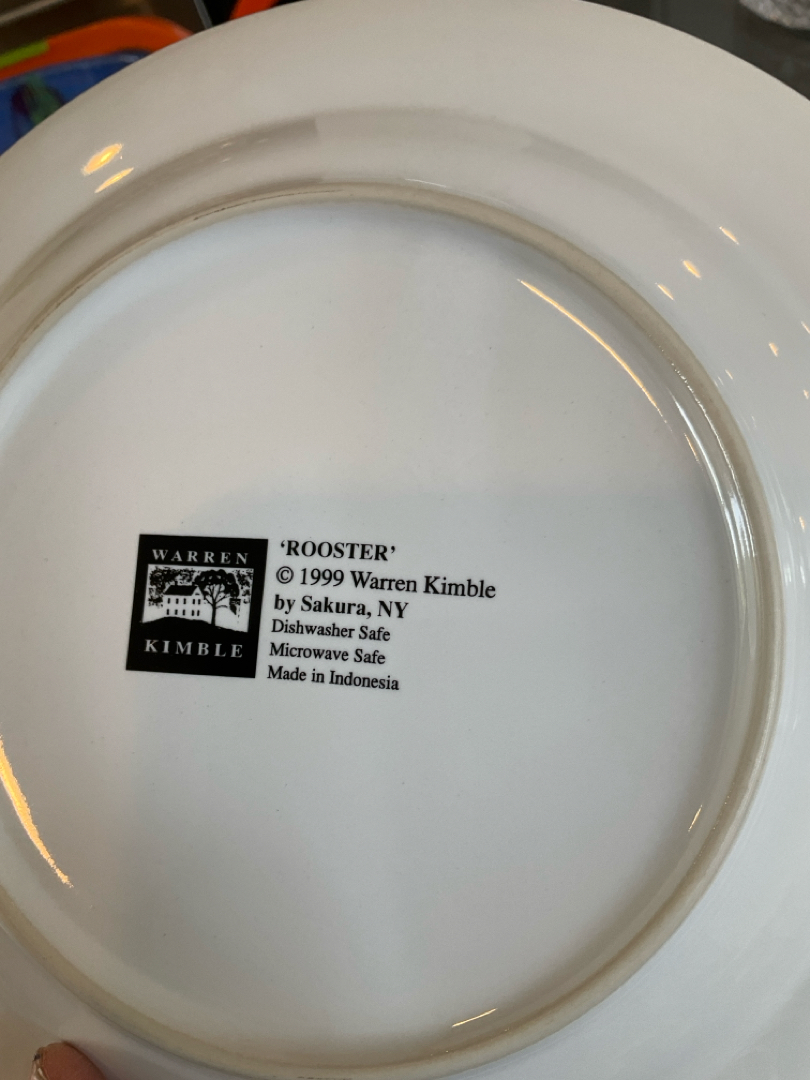 WARREN
KIMBLE
‘ROOSTER’
© 1999 Warren Kimble
by Sakura, NY
Dishwasher Safe
Microwave Safe
Made in Indonesia